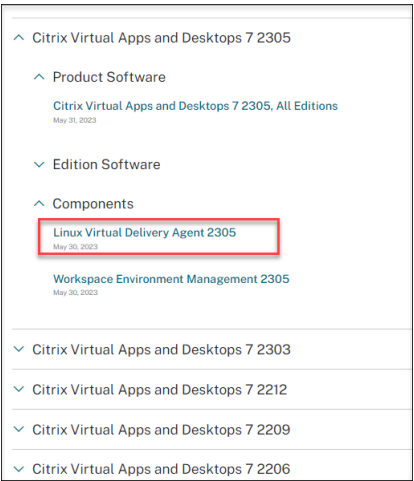 Citrix Virtual Apps and Desktops 7 2305
Product Software
Citrix Virtual Apps and Desktops 7 2305, All Editions
May 31, 2023
Edition Software
Components
Linux Virtual Delivery Agent 2305
May 30, 2023
Workspace Environment Management 2305
May 30, 2023
Citrix Virtual Apps and Desktops 7 2303
Citrix Virtual Apps and Desktops 7 2212
Citrix Virtual Apps and Desktops 7 2209
Citrix Virtual Apps and Desktops 7 2206